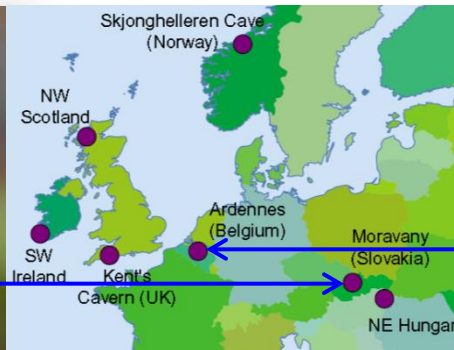 Skjonghelleren Cave
(Norway)
NW
Scotland
Ardennes
(Belgium)
Moravany
(Slovakia)
SW
Ireland
Kent's
Cavern (UK)
NE Hungar